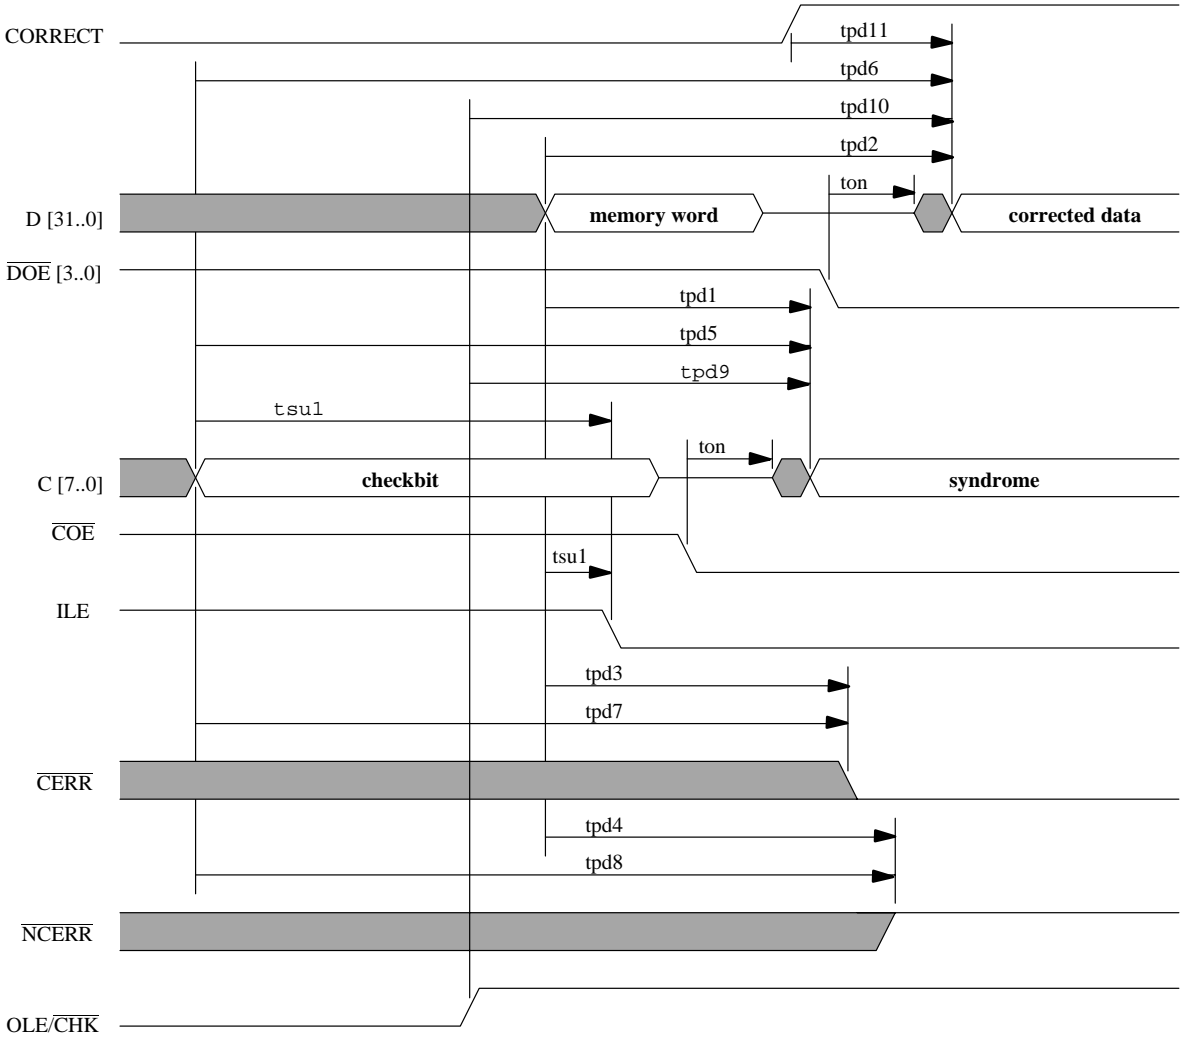 CORRECT
tpd11
tpd6
tpd10
tpd2
ton
D [31..0]
memory word
corrected data
DOE [3..0]
tpd1
tpd5
tpd9
tsu1
ton
C [7..0]
checkbit
syndrome
COE
tsu1
ILE
tpd3
tpd7
CERR
tpd4
tpd8
NCERR
OLE/CHK